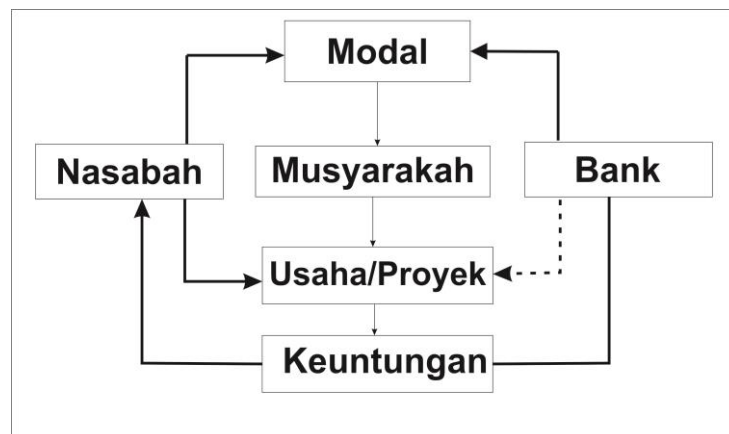 Modal
Nasabah
Musyarakah
Bank
Usaha/Proyek
Keuntungan